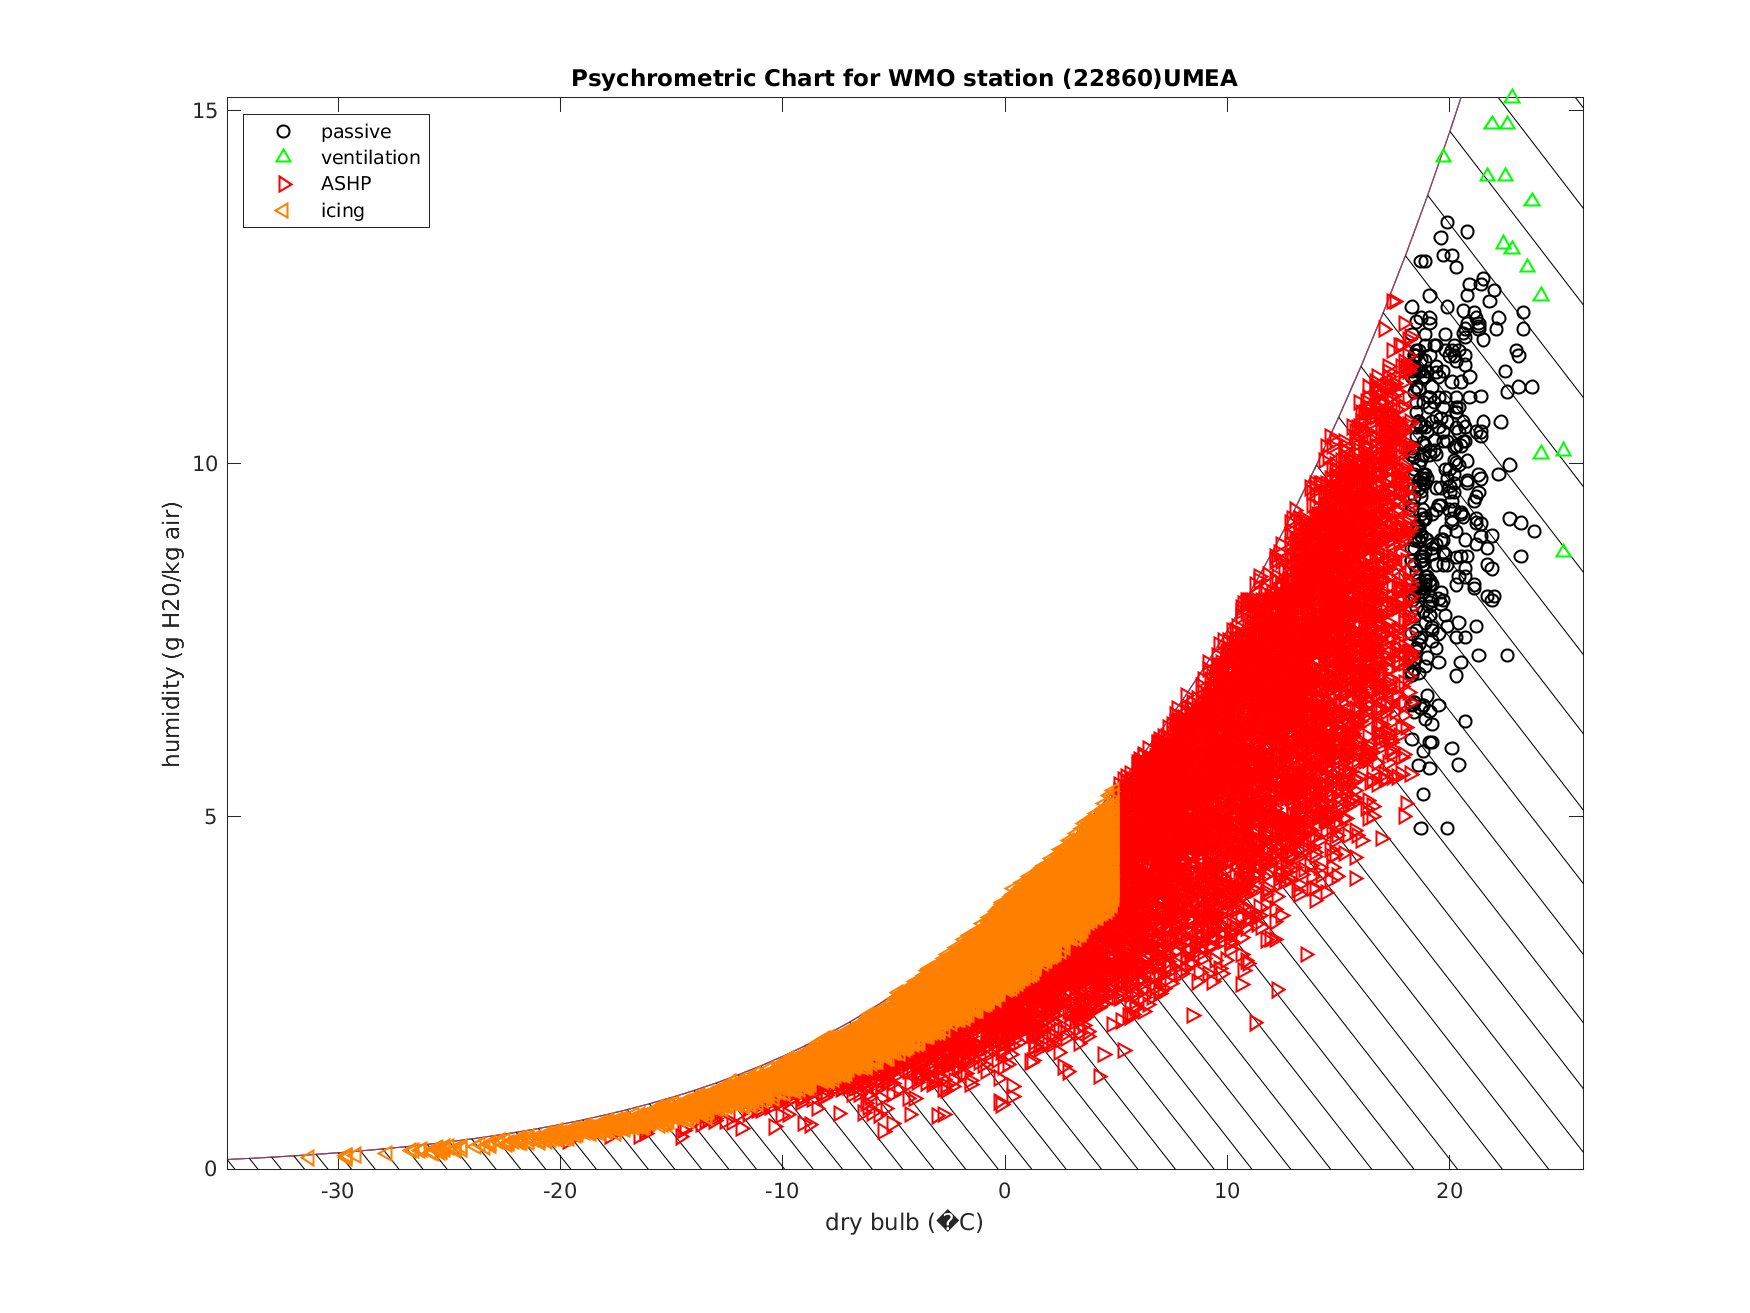 Psychrometric Chart for WMO station (22860)UMEA
passive
ventilation
ASHP
icing
humidity (g H20/kg air)
15
10
5
0
-30
-20
-10
0
10
20
dry bulb (�C)